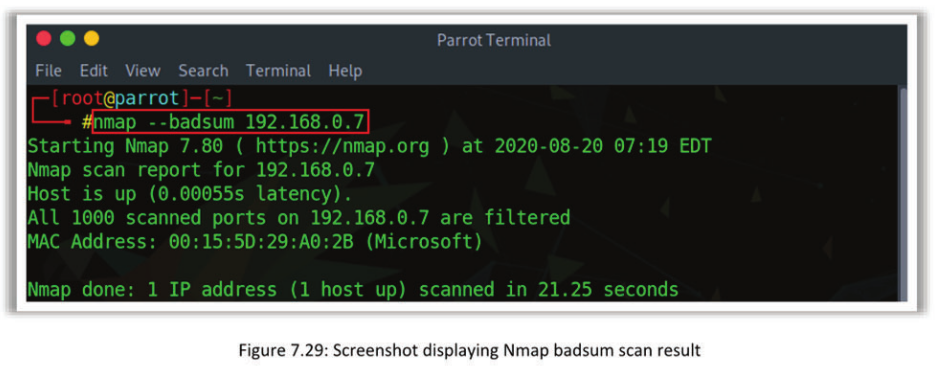 Parrot Terminal
File Edit View Search Terminal Help
[root@parrot]-[~]
#nmap --badsum 192.168.0.7
Starting Nmap 7.80 ( https://nmap.org ) at 2020-08-20 07:19 EDT
Nmap scan report for 192.168.0.7
Host is up (0.00055s latency).
All 1000 scanned ports on 192.168.0.7 are filtered
MAC Address: 00:15:5D:29:A0:2B (Microsoft)
Nmap done: 1 IP address (1 host up) scanned in 21.25 seconds
Figure 7.29: Screenshot displaying Nmap badsum scan result